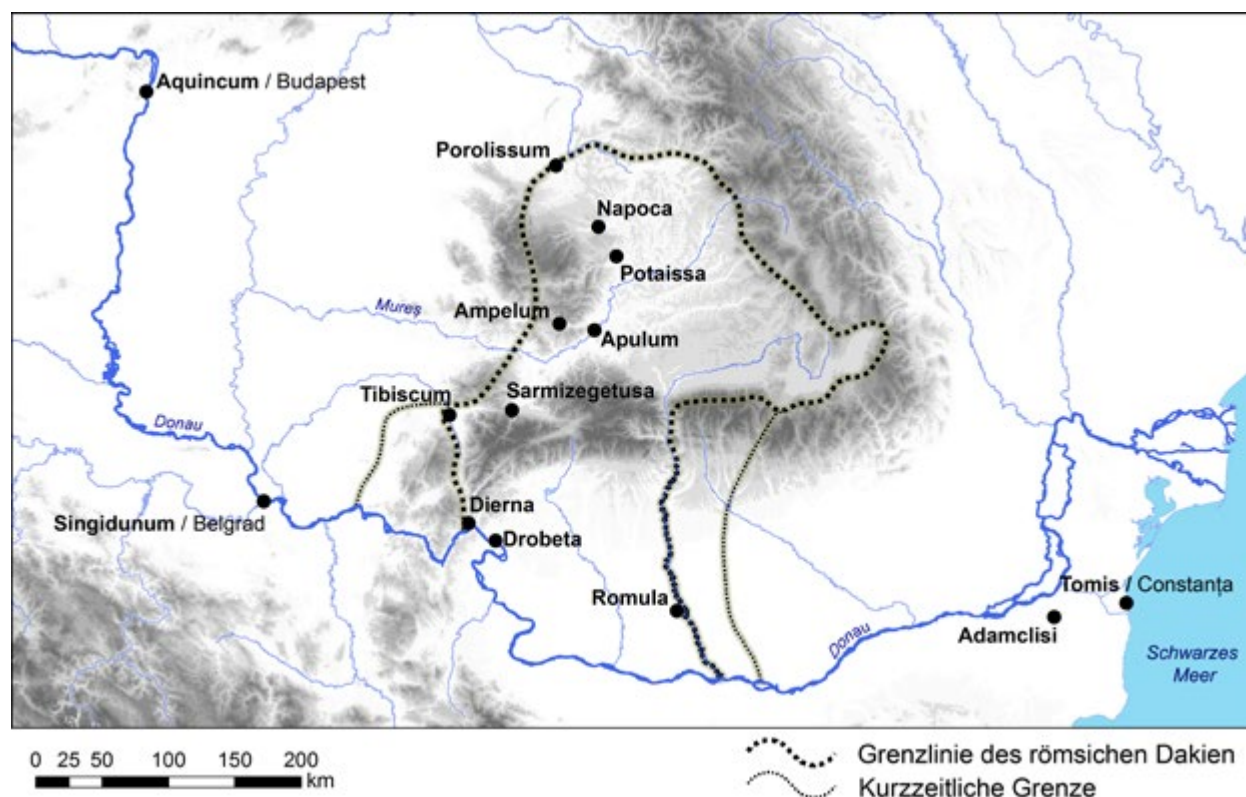 Aquincum / Budapest
Porolissum
Napoca
Potaissa
Mureș
Ampelum
Apulum
Tibiscum
Sarmizegetusa
Donau
Dierna
Singidunum / Belgrad
Drobeta
Romula
Tomis / Constanța
Donau
Adamclisi
Schwarzes
Meer
0 25 50 100 150 200
km
Grenzlinie des römsichen Dakien
Kurzzeitliche Grenze